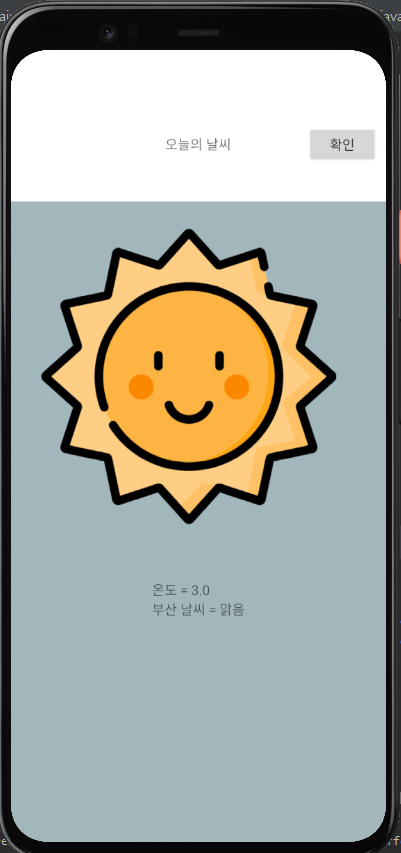 오늘의 날씨
확인
온도 = 3.0
부산 날씨 = 맑음